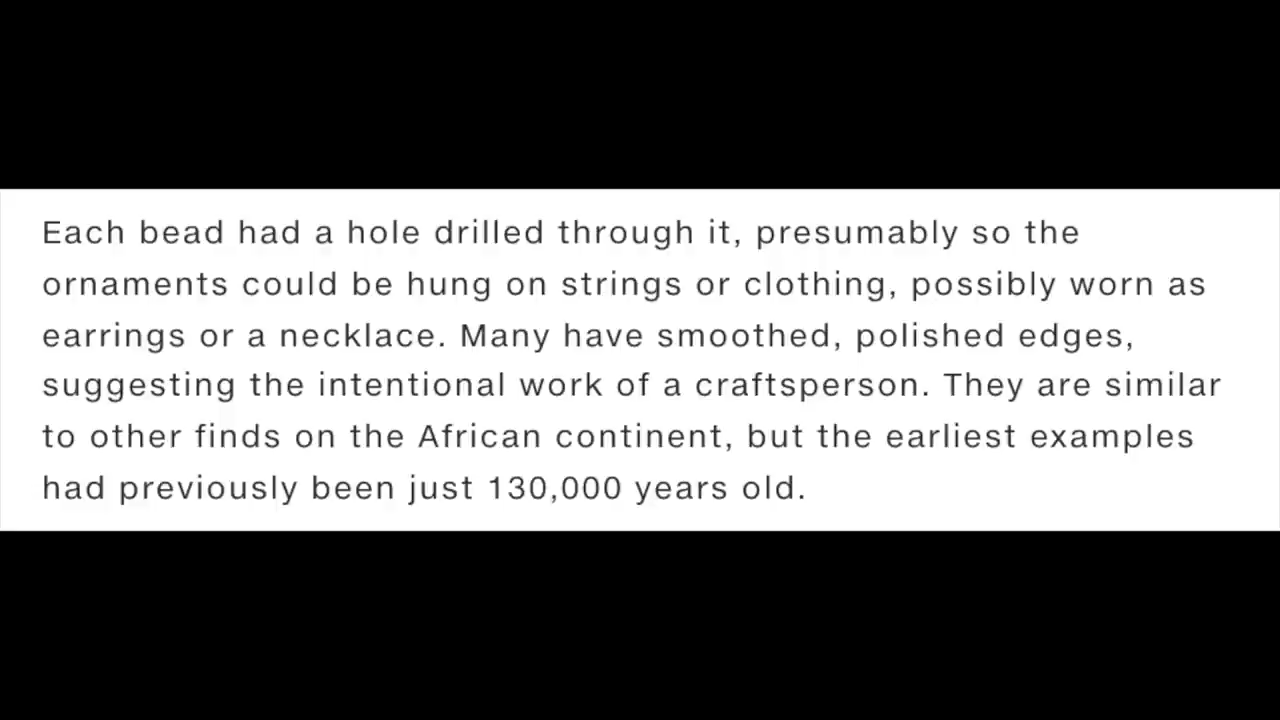 Each bead had a hole drilled through it, presumably so the
ornaments could be hung on strings or clothing, possibly worn as
earrings or a necklace. Many have smoothed, polished edges,
suggesting the intentional work of a craftsperson. They are similar
to other finds on the African continent, but the earliest examples
had previously been just 130,000 years old.